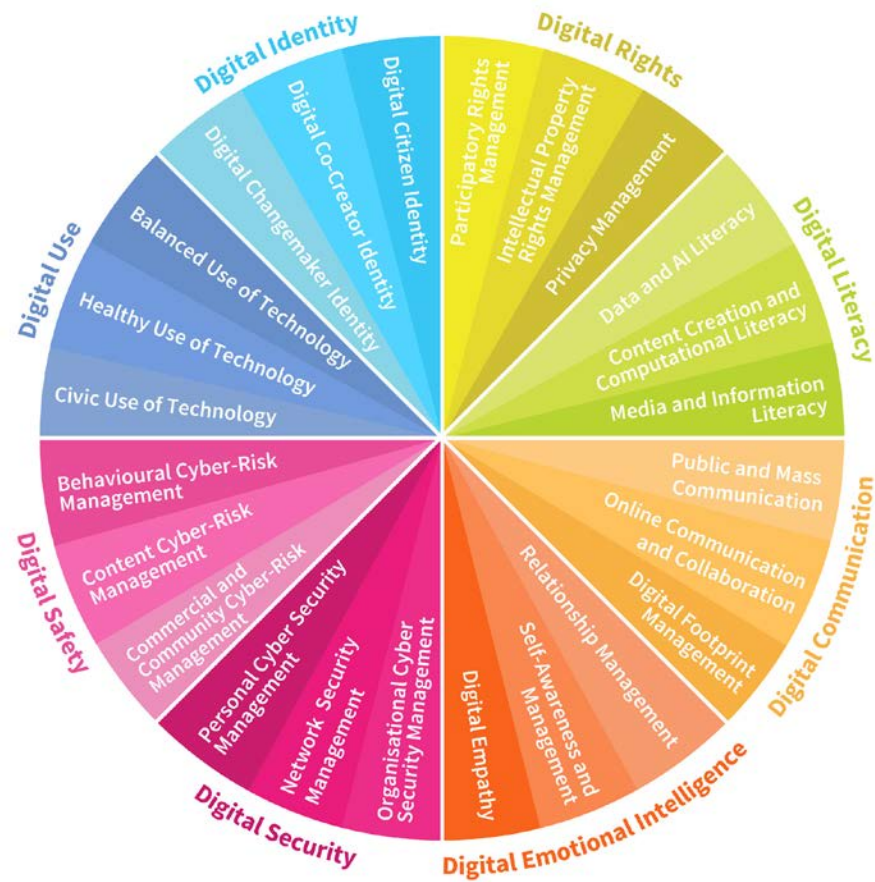 Digital Identity
Digital Citizen Identity
Digital Co-Creator Identity
Digital Changemaker Identity
Digital Use
Balanced Use of Technology
Healthy Use of Technology
Civic Use of Technology
Digital Safety
Behavioural Cyber-Risk
Management
Content Cyber-Risk
Management
Commercial and
Community Cyber-Risk
Management
Digital Security
Personal Cyber Security
Management
Network Security
Management
Organisational Cyber
Security Management
Digital Emotional Intelligence
Digital Empathy
Self-Awareness and
Management
Relationship Management
Digital Communication
Digital Footprint
Management
Online Communication
and Collaboration
Public and Mass
Communication
Digital Literacy
Media and Information
Literacy
Content Creation and
Computational Literacy
Data and AI Literacy
Digital Rights
Privacy Management
Intellectual Property
Rights Management
Participatory Rights
Management